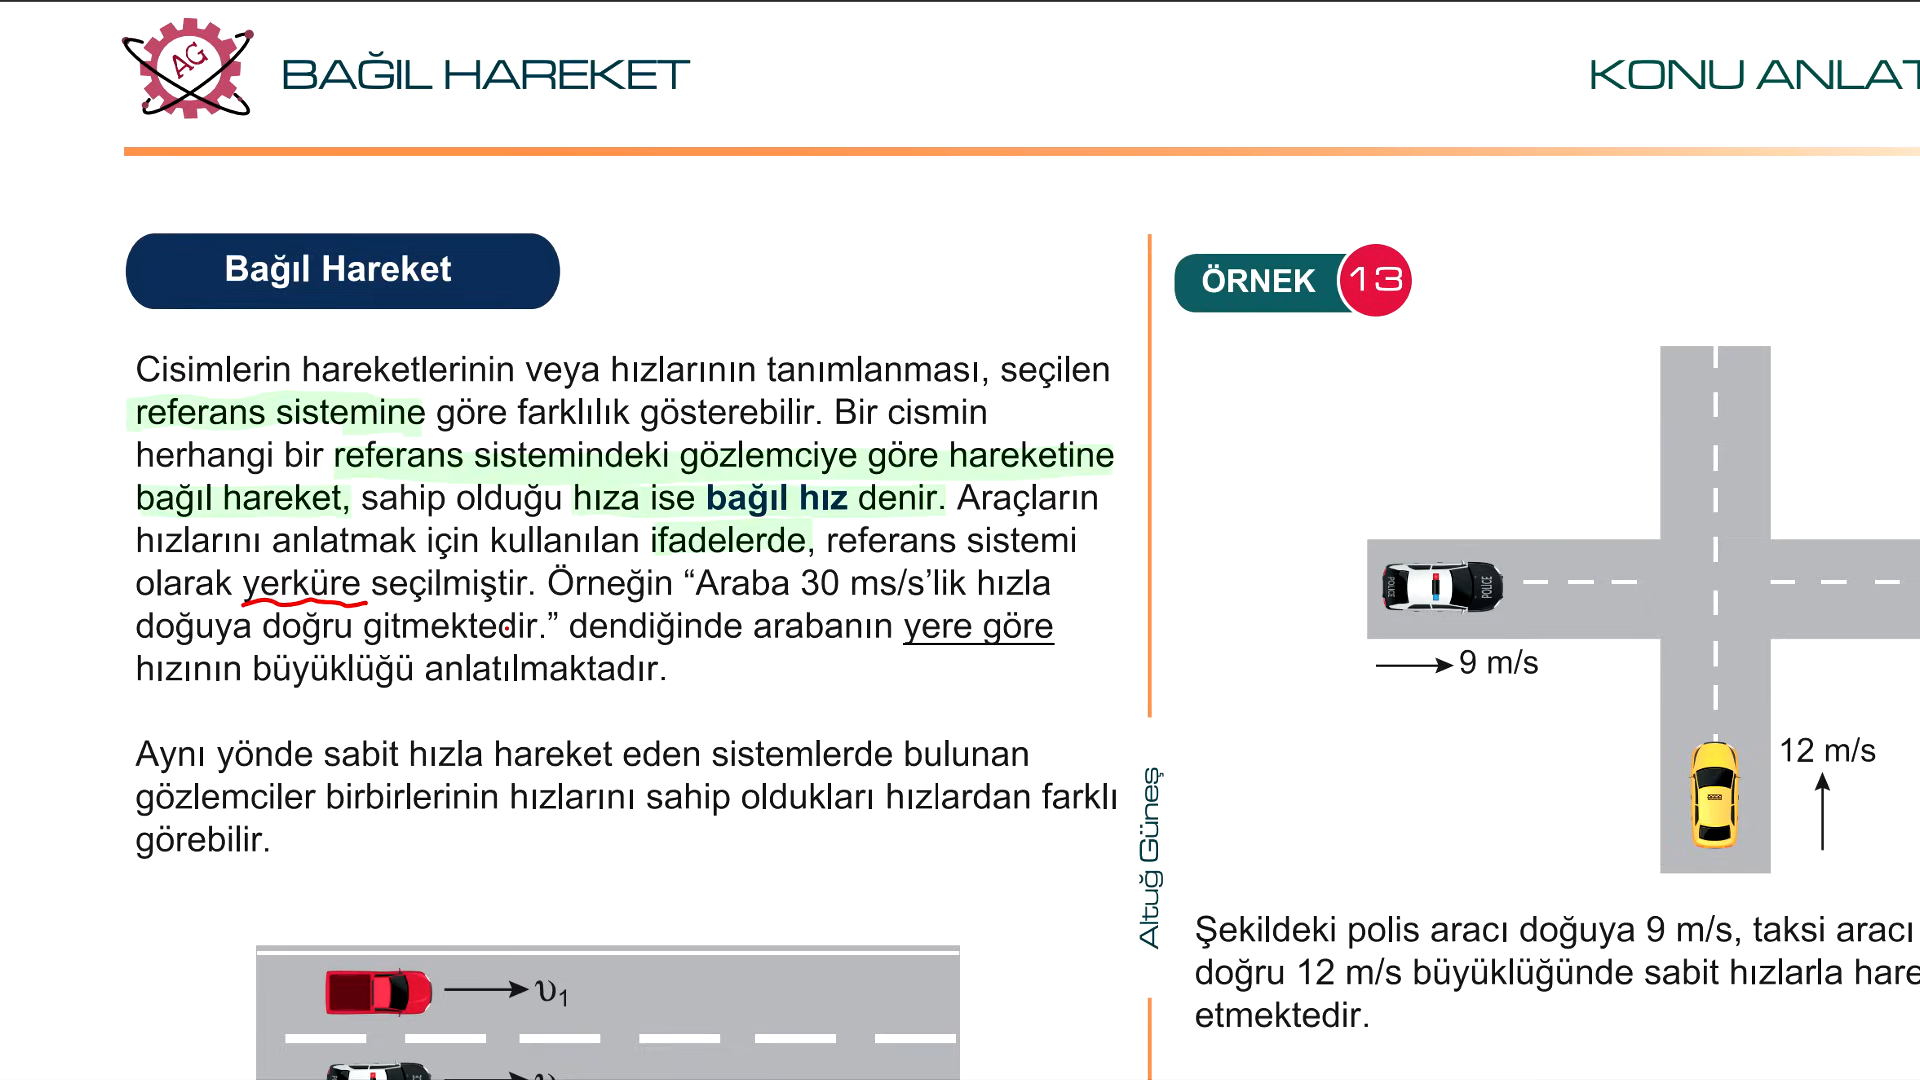 AG
BAĞIL HAREKET
KONU ANLAT
Bağıl Hareket
Cisimlerin hareketlerinin veya hızlarının tanımlanması, seçilen
referans sistemine göre farklılık gösterebilir. Bir cismin
herhangi bir referans sistemindeki gözlemciye göre hareketine
bağıl hareket, sahip olduğu hıza ise bağıl hız denir. Araçların
hızlarını anlatmak için kullanılan ifadelerde, referans sistemi
olarak yerküre seçilmiştir. Örneğin “Araba 30 ms/s’lik hızla
doğuya doğru gitmektedir.” dendiğinde arabanın yere göre
hızının büyüklüğü anlatılmaktadır.
Aynı yönde sabit hızla hareket eden sistemlerde bulunan
gözlemciler birbirlerinin hızlarını sahip oldukları hızlardan farklı
görebilir.
υ1
Altuğ Güneş
ÖRNEK 13
POLICE
POLICE
9 m/s
12 m/s
Şekildeki polis aracı doğuya 9 m/s, taksi aracı
doğru 12 m/s büyüklüğünde sabit hızlarla hare
etmektedir.